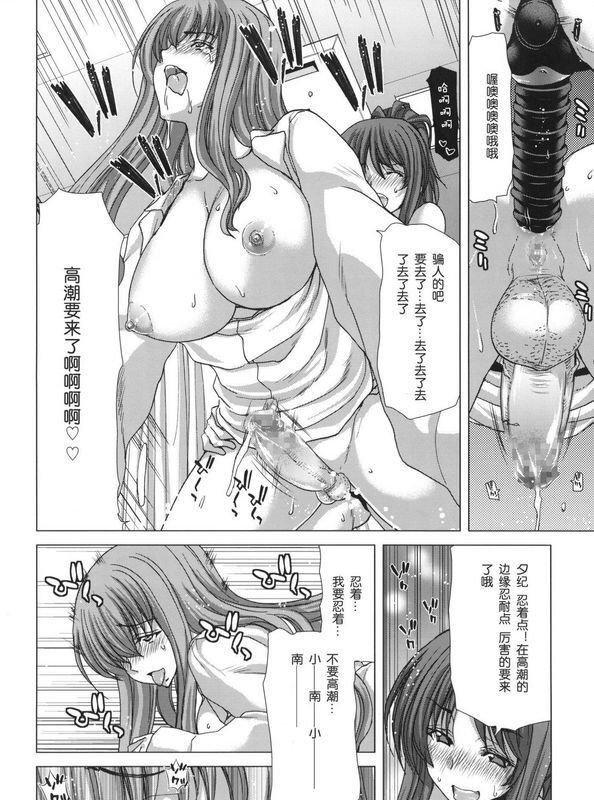 喔噢噢噢噢哦哦
哈啊啊啊
♡♡
骗人的吧
要去了…去了…去了去了去
了去了去了
高潮要来了啊啊啊啊♡♡
夕纪 忍着点！在高潮的
边缘忍耐点 厉害的要来
了哦
忍着…
我要忍着…
不要高潮…
小——南——小——
南——